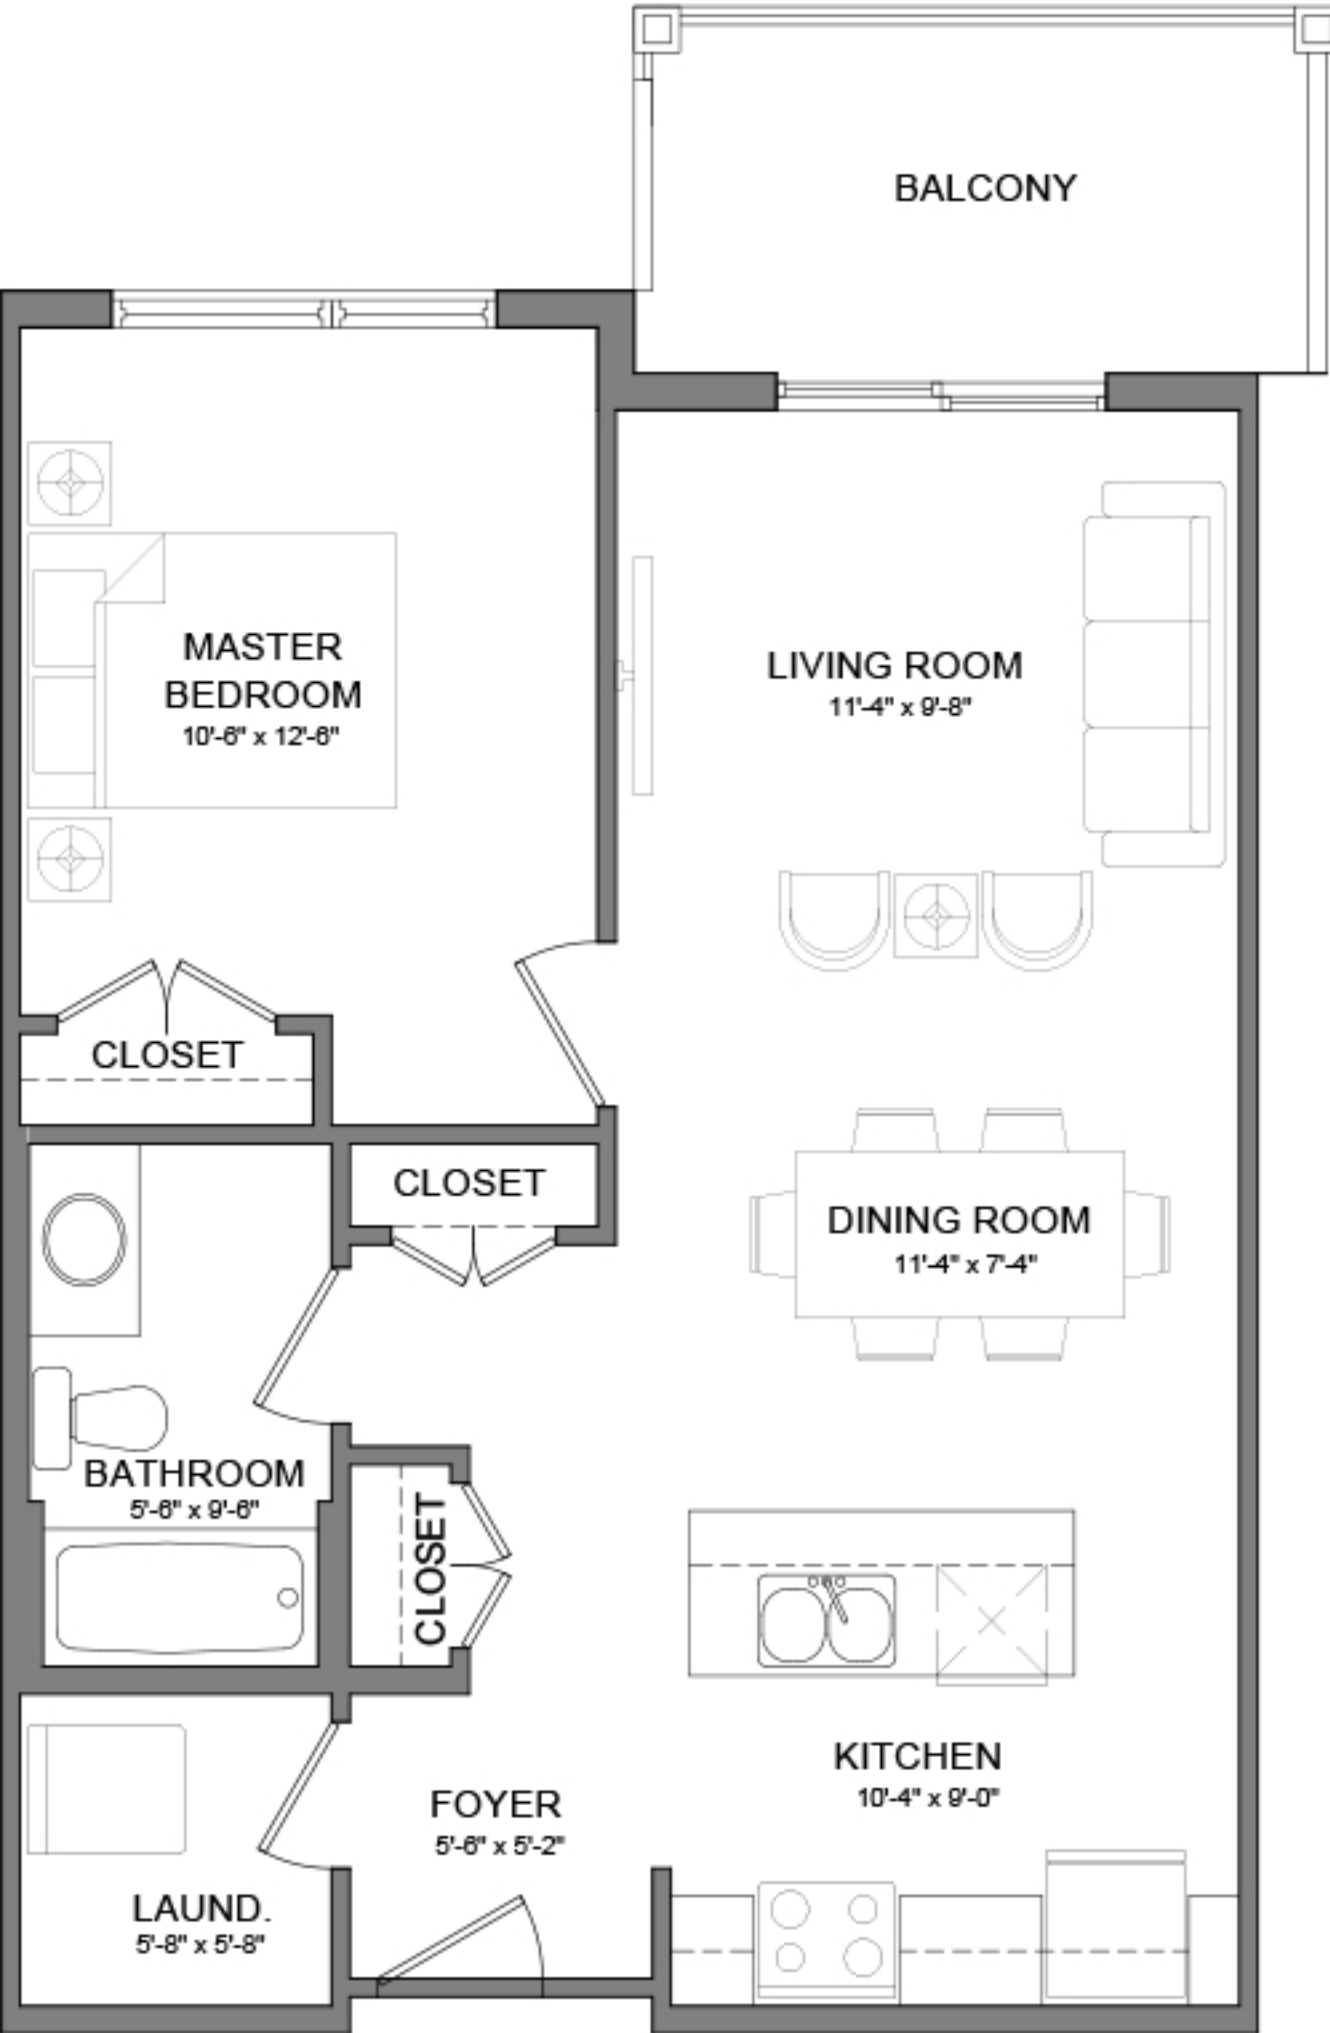 BALCONY
MASTER
BEDROOM
10'-6" x 12'-6"
LIVING ROOM
11'-4" x 9'-8"
CLOSET
CLOSET
DINING ROOM
11'-4" x 7'-4"
BATHROOM
5'-6" x 9'-6"
CLOSET
KITCHEN
10'-4" x 9'-0"
FOYER
5'-6" x 5'-2"
LAUND.
5'-8" x 5'-8"